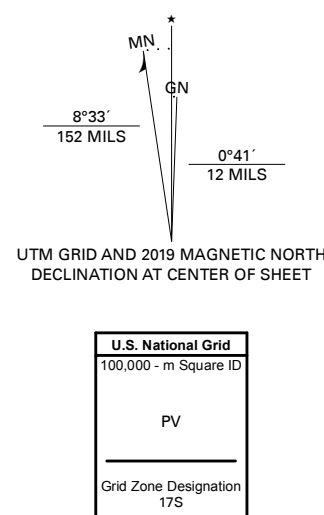 ★
MN
GN
8°33´
152 MILS
0°41´
12 MILS
UTM GRID AND 2019 MAGNETIC NORTH
DECLINATION AT CENTER OF SHEET
U.S. National Grid
100,000 - m Square ID
PV
Grid Zone Designation
17S